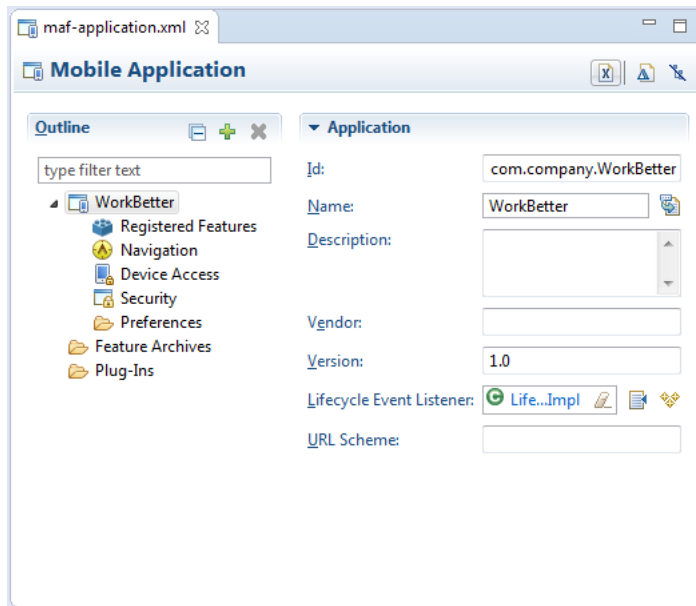 maf-application.xml
Mobile Application
Outline
type filter text
WorkBetter
Registered Features
Navigation
Device Access
Security
Preferences
Feature Archives
Plug-Ins
Application
Id: com.company.WorkBetter
Name: WorkBetter
Description:
Vendor:
Version: 1.0
Lifecycle Event Listener: Life...Impl
URL Scheme: